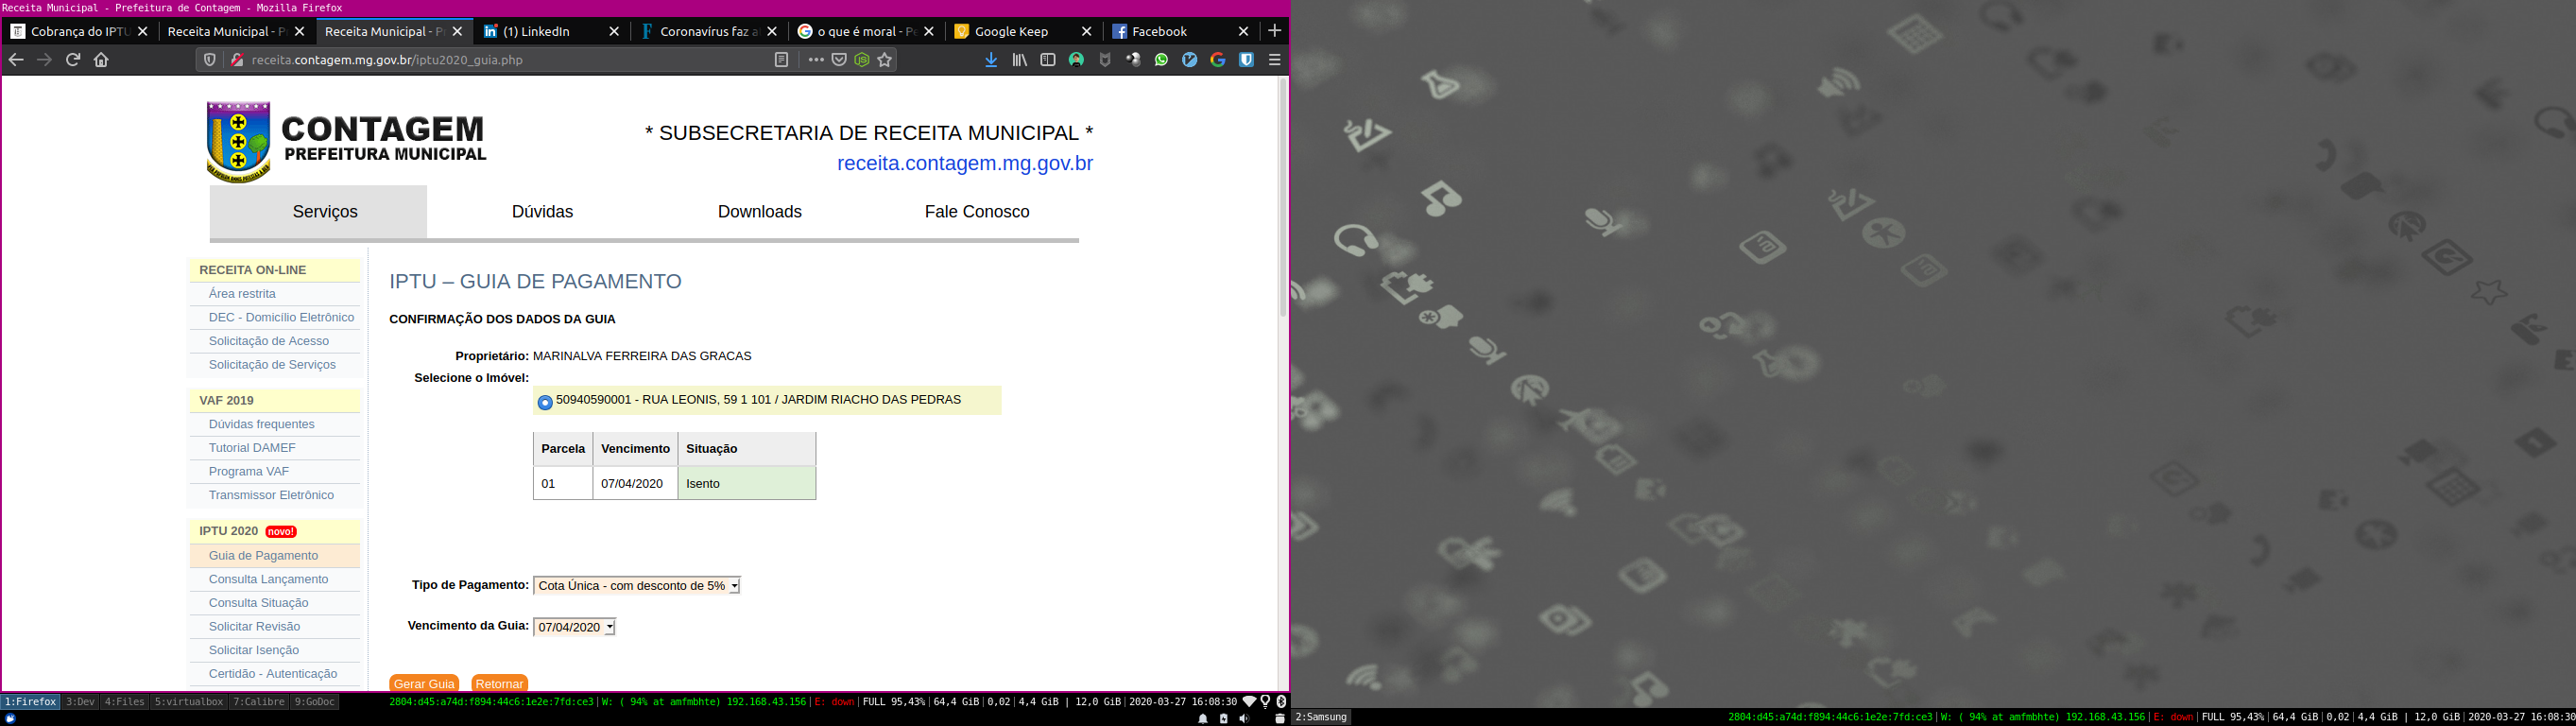 Receita Municipal - Prefeitura de Contagem - Mozilla Firefox
Cobrança do IPTU
Receita Municipal - P
Receita Municipal - P
(1) LinkedIn
Coronavírus faz a
o que é moral - Pe
Google Keep
Facebook
receita.contagem.mg.gov.br/iptu2020_guia.php
CONTAGEM
PREFEITURA MUNICIPAL
* SUBSECRETARIA DE RECEITA MUNICIPAL *
receita.contagem.mg.gov.br
Serviços
Dúvidas
Downloads
Fale Conosco
RECEITA ON-LINE
Área restrita
DEC - Domicílio Eletrônico
Solicitação de Acesso
Solicitação de Serviços
VAF 2019
Dúvidas frequentes
Tutorial DAMEF
Programa VAF
Transmissor Eletrônico
IPTU 2020 novo!
Guia de Pagamento
Consulta Lançamento
Consulta Situação
Solicitar Revisão
Solicitar Isenção
Certidão - Autenticação
IPTU – GUIA DE PAGAMENTO
CONFIRMAÇÃO DOS DADOS DA GUIA
Proprietário: MARINALVA FERREIRA DAS GRACAS
Selecione o Imóvel:
50940590001 - RUA LEONIS, 59 1 101 / JARDIM RIACHO DAS PEDRAS
Parcela Vencimento Situação
01 07/04/2020 Isento
Tipo de Pagamento: Cota Única - com desconto de 5%
Vencimento da Guia: 07/04/2020
Gerar Guia Retornar
1:Firefox 3:Dev 4:Files 5:virtualbox 7:Calibre 9:GoDoc
2804:d45:a74d:f894:44c6:1e2e:7fd:ce3 | W: ( 94% at amfmbhte) 192.168.43.156 | E: down | FULL 95,43% | 64,4 GiB | 0,02 | 4,4 GiB | 12,0 GiB | 2020-03-27 16:08:30
2:Samsung
2804:d45:a74d:f894:44c6:1e2e:7fd:ce3 | W: ( 94% at amfmbhte) 192.168.43.156 | E: down | FULL 95,43% | 64,4 GiB | 0,02 | 4,4 GiB | 12,0 GiB | 2020-03-27 16:08:30